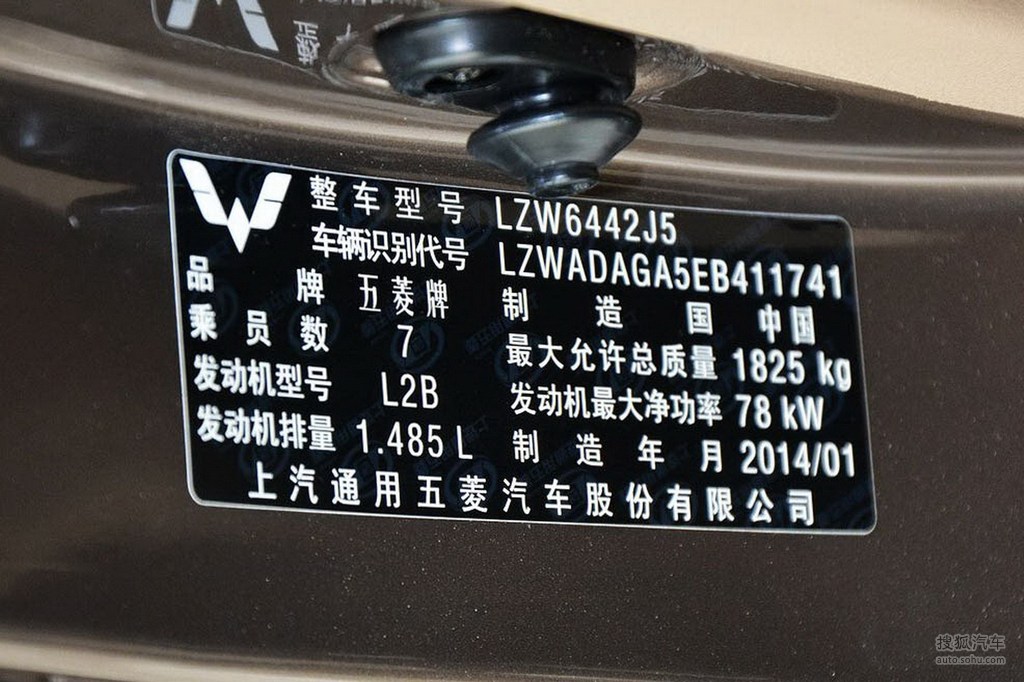 整车型号 LZW6442J5
车辆识别代号 LZWADAGA5EB411741
品牌 五菱牌 制造国 中国
乘员数 7 最大允许总质量 1825 kg
发动机型号 L2B 发动机最大净功率 78 kW
发动机排量 1.485 L 制造年月 2014/01
上汽通用五菱汽车股份有限公司
搜狐汽车
auto.sohu.com